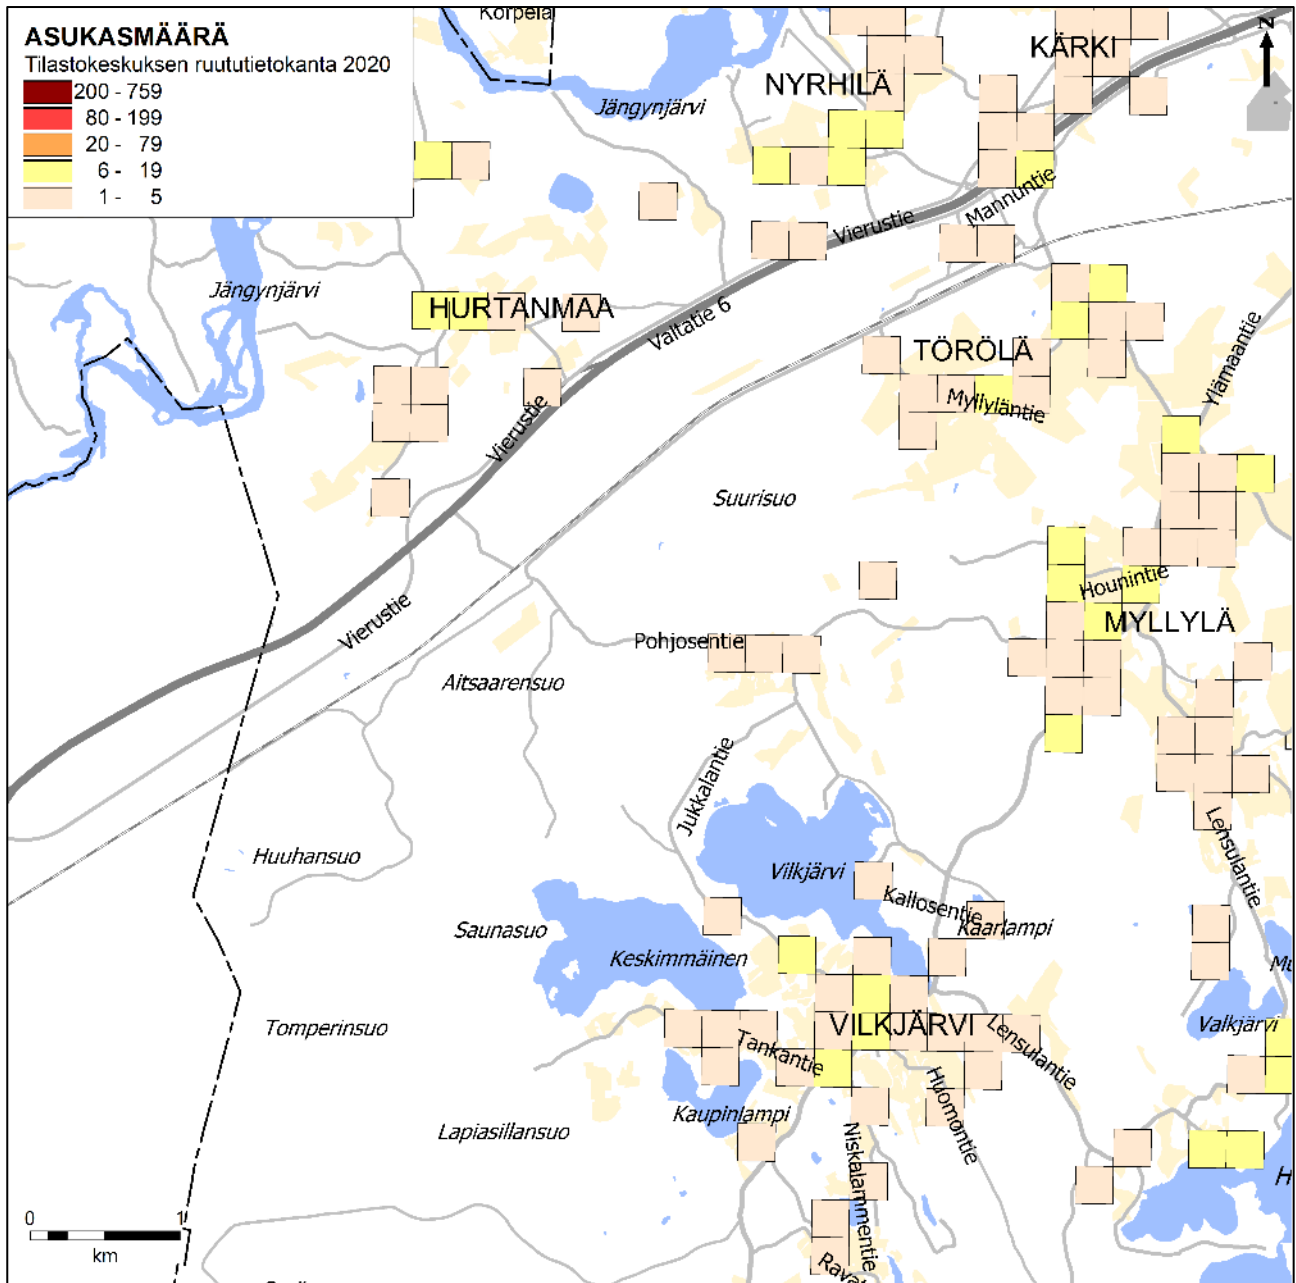 ASUKASMÄÄRÄ
Tilastokeskuksen ruututietokanta 2020
200 - 759
80 - 199
20 - 79
6 - 19
1 - 5
Korpela
KÄRKI
N
NYRHILÄ
Jängynjärvi
Mannuntie
Vierustie
Jängynjärvi
HURTANMAA
Valtatie 6
TÖRÖLÄ
Ylämaantie
Myllyläntie
Vierustie
Suurisuo
Hounintie
Vierustie
MYLLYLÄ
Pohjosentie
Aitsaarensuo
Jukkalantie
Lensulantie
Huuhansuo
Vilkjärvi
Kallosentie
Kaarlampi
Saunasuo
Keskimmäinen
Tomperinsuo
VILKJÄRVI
Lensulantie
Valkjärvi
Tankantie
Huomontie
Kaupinlampi
Lapiasillansuo
Niskalammentie
0 1
km